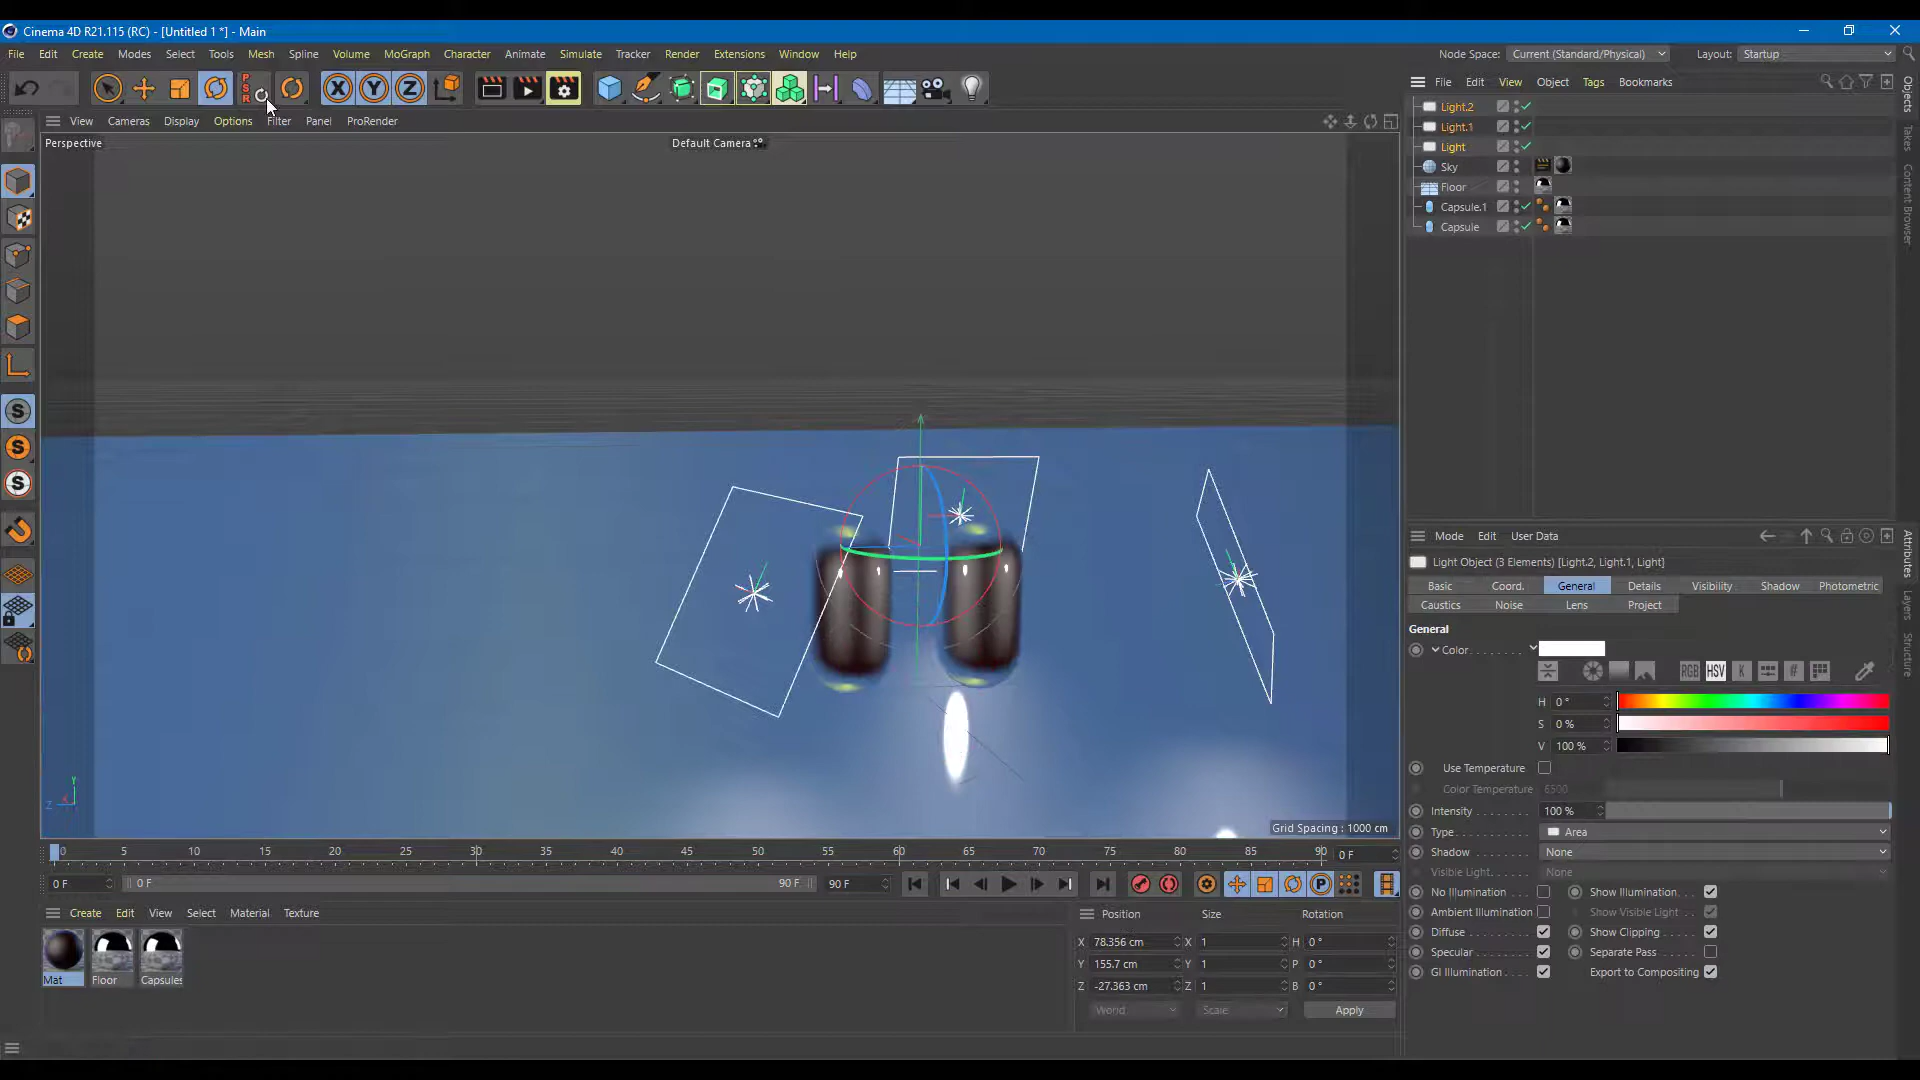 Cinema 4D R21.115 (RC) - [Untitled 1 *] - Main
File Edit Create Modes Select Tools Mesh Spline Volume MoGraph Character Animate Simulate Tracker Render Extensions Window Help
Node Space: Current (Standard/Physical) Layout: Startup
P S R X Y Z
File Edit View Object Tags Bookmarks
View Cameras Display Options Filter Panel ProRender
Perspective
Default Camera
Light.2
Light.1
Light
Sky
Floor
Capsule.1
Capsule
Objects
Takes
Content Browser
Attributes
Layers
Structure
S
S
S
Y
Z
Grid Spacing : 1000 cm
Mode Edit User Data
Light Object (3 Elements) [Light.2, Light.1, Light]
Basic Coord. General Details Visibility Shadow Photometric
Caustics Noise Lens Project
General
Color
RGB HSV K #
H 0 °
S 0 %
V 100 %
Use Temperature
Color Temperature 6500
Intensity 100 %
Type Area
Shadow None
Visible Light None
No Illumination Show Illumination
Ambient Illumination Show Visible Light
Diffuse Show Clipping
Specular Separate Pass
GI Illumination Export to Compositing
0 5 10 15 20 25 30 35 40 45 50 55 60 65 70 75 80 85 90 0 F
0 F 0 F 90 F 90 F P
Create Edit View Select Material Texture
Mat Floor Capsules
Position Size Rotation
X 78.356 cm X 1 H 0 °
Y 155.7 cm Y 1 P 0 °
Z -27.363 cm Z 1 B 0 °
World Scale Apply